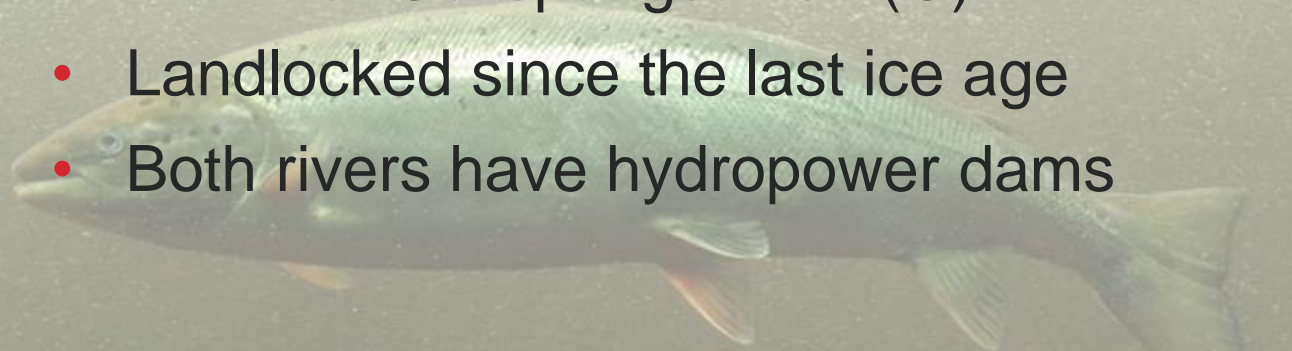 • Landlocked since the last ice age
• Both rivers have hydropower dams